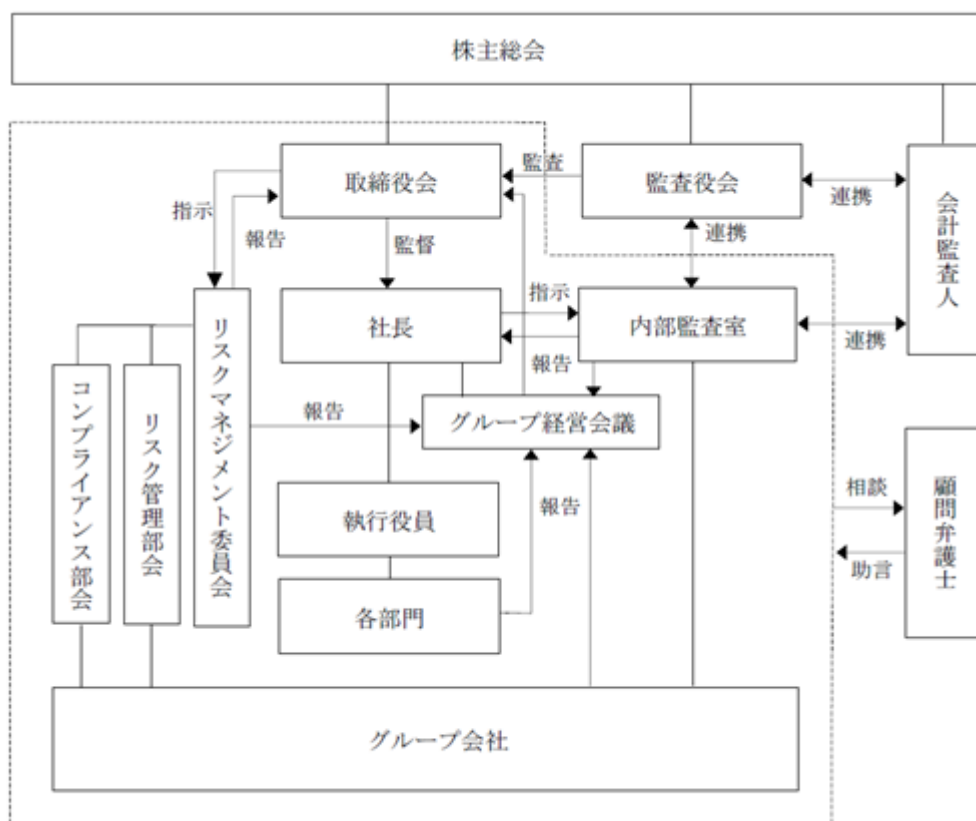 株主総会
取締役会
監査
監査役会
連携
会計監査人
指示
報告
監督
連携
社長
指示
内部監査室
連携
報告
リスクマネジメント委員会
コンプライアンス部会
リスク管理部会
報告
グループ経営会議
執行役員
報告
相談
顧問弁護士
助言
各部門
グループ会社